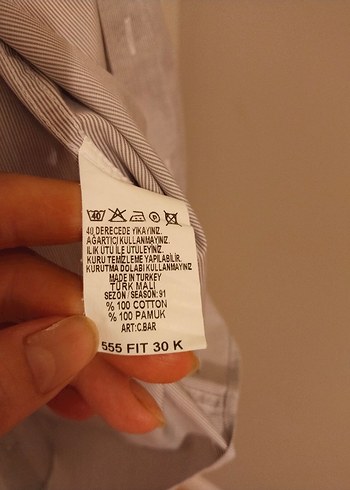 40
40 DERECEDE YIKAYINIZ.
AĞARTICI KULLANMAYINIZ.
ILIK ÜTÜ İLE ÜTÜLEYİNİZ.
KURU TEMİZLEME YAPILABİLİR.
KURUTMA DOLABI KULLANMAYINIZ
MADE IN TURKEY
TÜRK MALI
SEZON / SEASON: 91
% 100 COTTON
% 100 PAMUK
ART:C.BAR
555 FIT 30 K